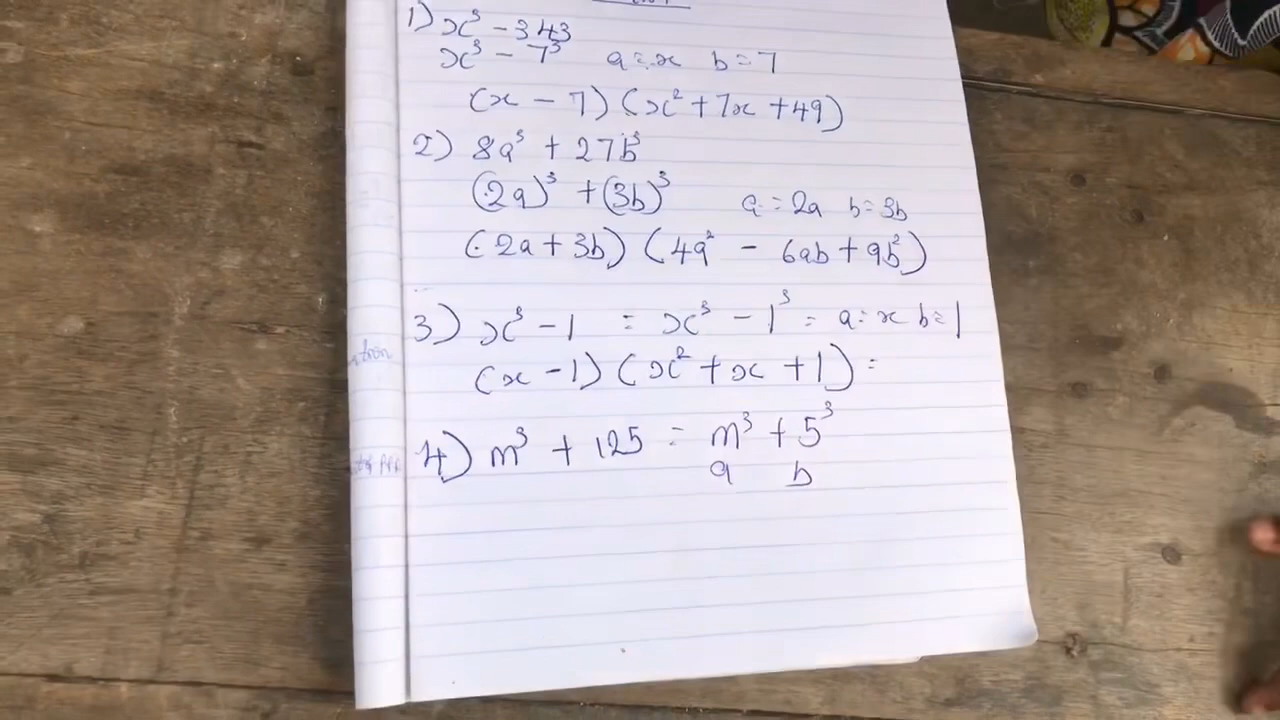 1) x³ - 343
x³ - 7³ a = x b = 7
(x - 7) (x² + 7x + 49)
2) 8a³ + 27b³
(2a)³ + (3b)³ a = 2a b = 3b
(2a + 3b) (4a² - 6ab + 9b²)
3) x³ - 1 = x³ - 1³ = a = x b = 1
(x - 1) (x² + x + 1) =
4) m³ + 125 = m³ + 5³
a b